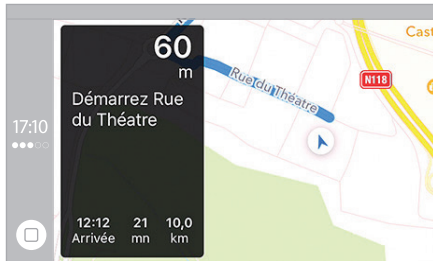 17:10
60
m
Démarrez Rue
du Théatre
12:12 21 10,0
Arrivée mn km
Rue du Théatre
N118
Cast